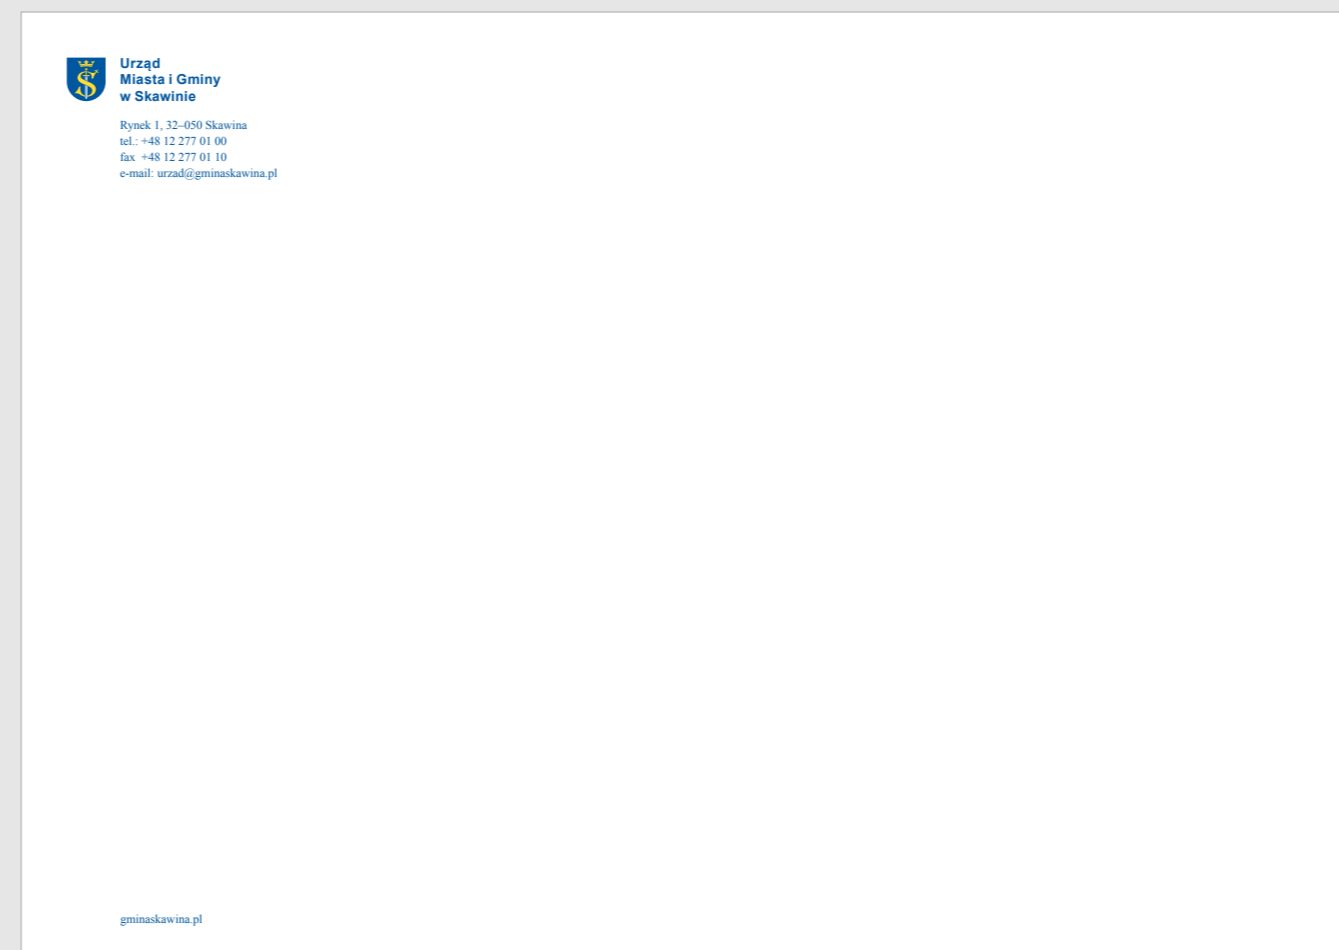 Urząd
Miasta i Gminy
w Skawinie
Rynek 1, 32–050 Skawina
tel.: +48 12 277 01 00
fax +48 12 277 01 10
e-mail: urzad@gminaskawina.pl
gminaskawina.pl